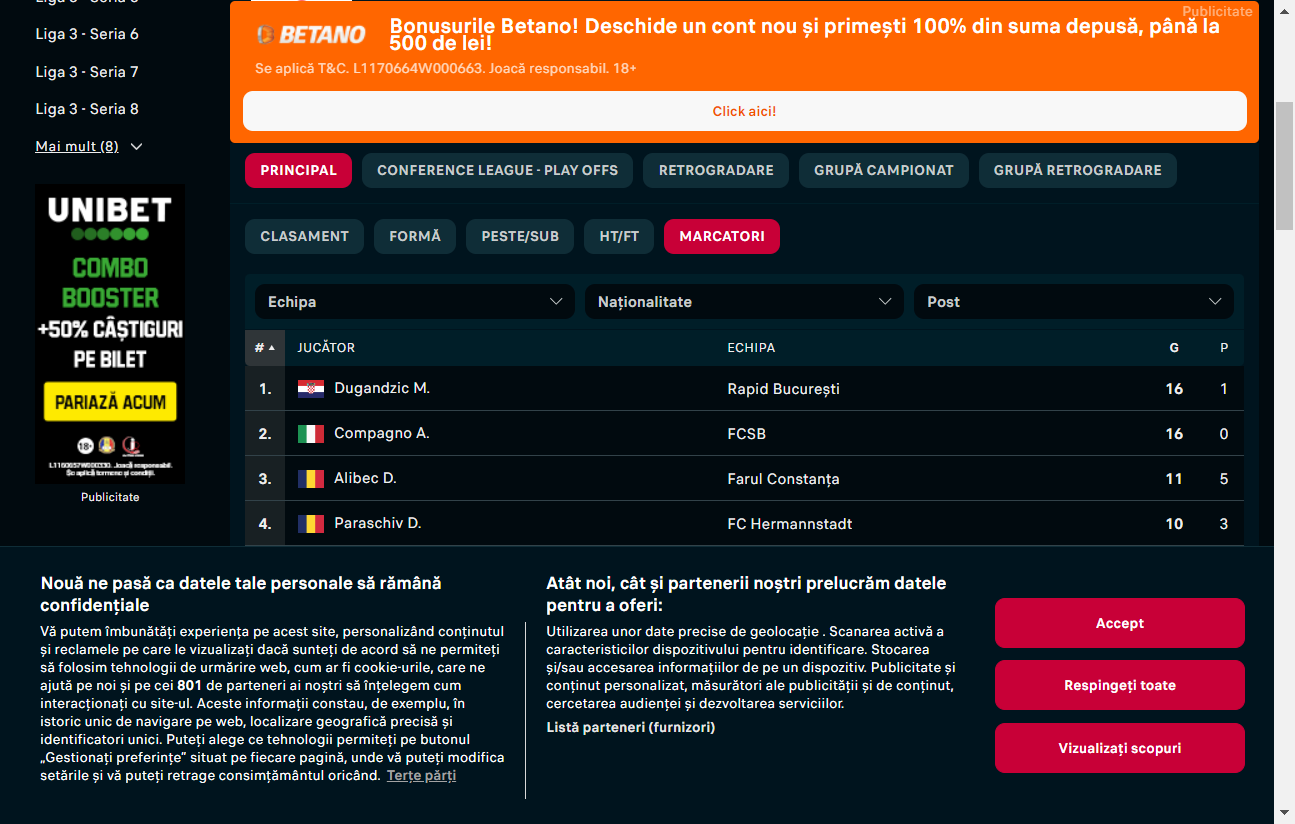 Liga 3 - Seria 6
Liga 3 - Seria 7
Liga 3 - Seria 8
Mai mult (8)
UNIBET
COMBO
BOOSTER
+50% CÂȘTIGURI
PE BILET
PARIAZĂ ACUM
18+
L1160657W000330. Joacă responsabil.
Se aplică termene și condiții.
Publicitate
Publicitate
BETANO
Bonusurile Betano! Deschide un cont nou și primești 100% din suma depusă, până la
500 de lei!
Se aplică T&C. L1170664W000663. Joacă responsabil. 18+
Click aici!
PRINCIPAL CONFERENCE LEAGUE - PLAY OFFS RETROGRADARE GRUPĂ CAMPIONAT GRUPĂ RETROGRADARE
CLASAMENT FORMĂ PESTE/SUB HT/FT MARCATORI
Echipa Naționalitate Post
# JUCĂTOR ECHIPA G P
1. Dugandzic M. Rapid București 16 1
2. Compagno A. FCSB 16 0
3. Alibec D. Farul Constanța 11 5
4. Paraschiv D. FC Hermannstadt 10 3
Nouă ne pasă ca datele tale personale să rămână
confidențiale
Vă putem îmbunătăți experiența pe acest site, personalizând conținutul
și reclamele pe care le vizualizați dacă sunteți de acord să ne permiteți
să folosim tehnologii de urmărire web, cum ar fi cookie-urile, care ne
ajută pe noi și pe cei 801 de parteneri ai noștri să înțelegem cum
interacționați cu site-ul. Aceste informații constau, de exemplu, în
istoric unic de navigare pe web, localizare geografică precisă și
identificatori unici. Puteți alege ce tehnologii permiteți pe butonul
„Gestionați preferințe” situat pe fiecare pagină, unde vă puteți modifica
setările și vă puteți retrage consimțământul oricând. Terțe părți
Atât noi, cât și partenerii noștri prelucrăm datele
pentru a oferi:
Utilizarea unor date precise de geolocație . Scanarea activă a
caracteristicilor dispozitivului pentru identificare. Stocarea
și/sau accesarea informațiilor de pe un dispozitiv. Publicitate și
conținut personalizat, măsurători ale publicității și de conținut,
cercetarea audienței și dezvoltarea serviciilor.
Listă parteneri (furnizori)
Accept
Respingeți toate
Vizualizați scopuri